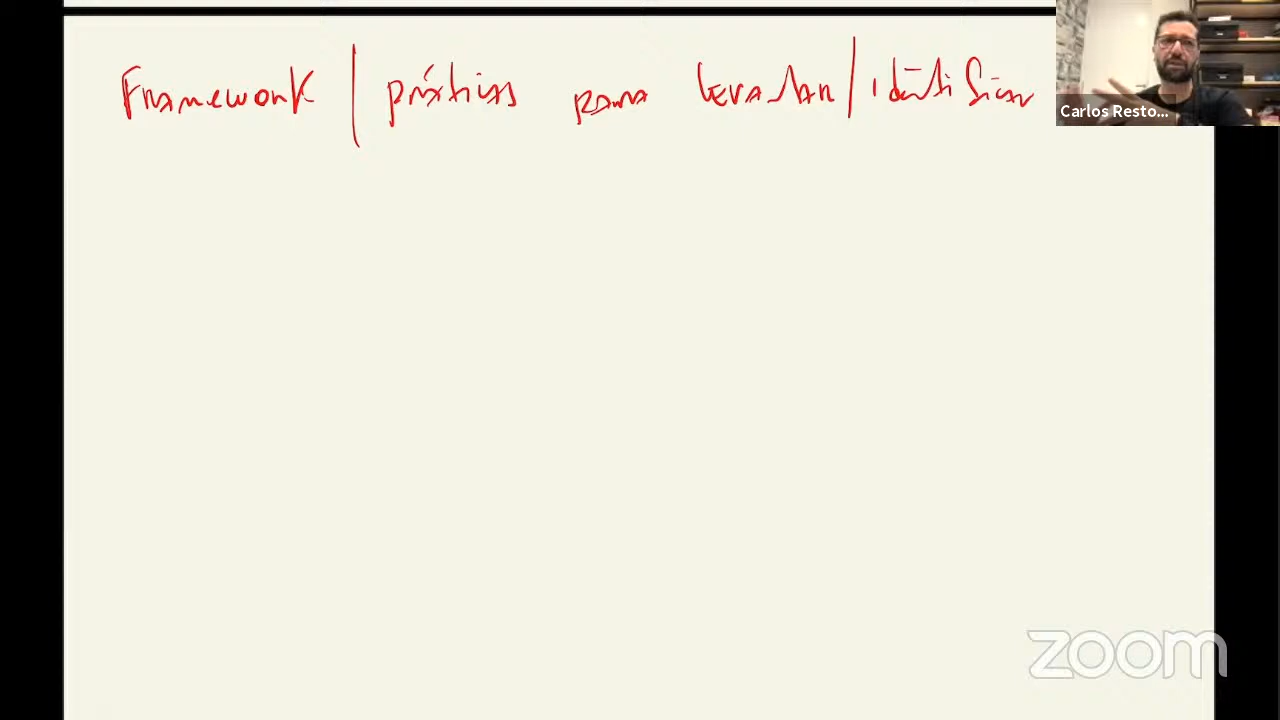 Framework | práticas para levantar | identificar
Carlos Resto...
zoom